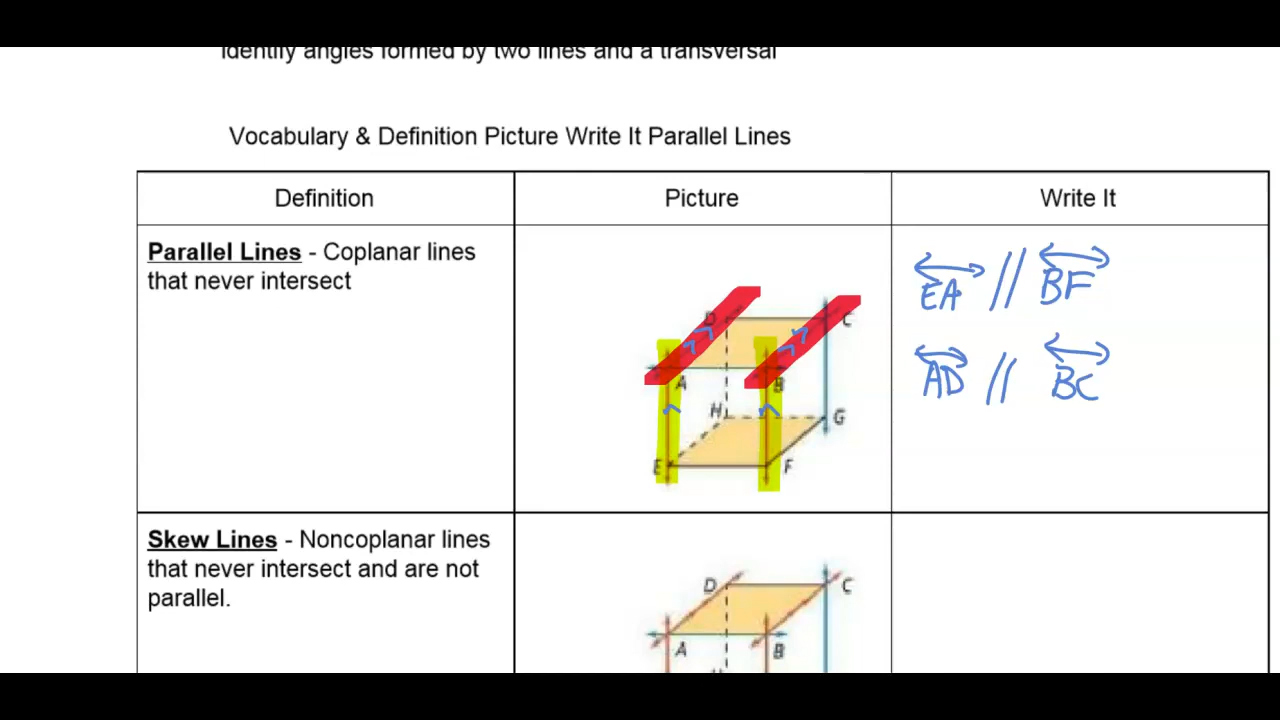 identify angles formed by two lines and a transversal
Vocabulary & Definition Picture Write It Parallel Lines
Definition
Picture
Write It
Parallel Lines - Coplanar lines
that never intersect
D
C
A
B
H
G
E
F
EA // BF
AD // BC
Skew Lines - Noncoplanar lines
that never intersect and are not
parallel.
D
C
A
B